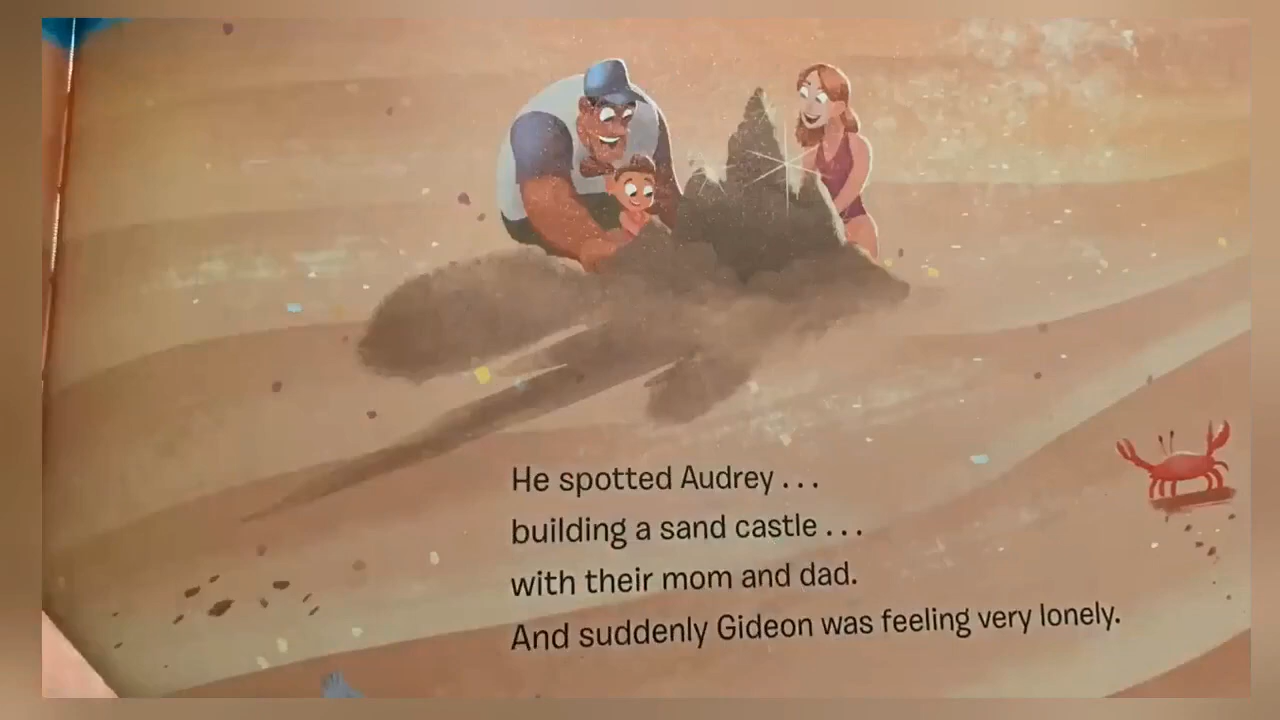 He spotted Audrey . . .
building a sand castle . . .
with their mom and dad.
And suddenly Gideon was feeling very lonely.